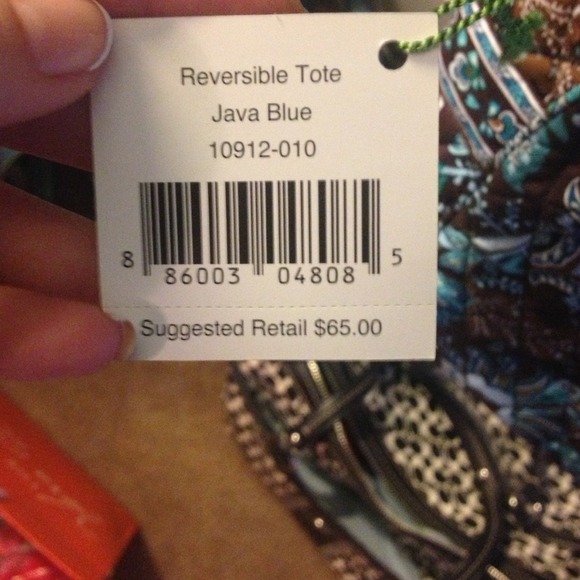 Reversible Tote
Java Blue
10912-010
8 86003 04808 5
Suggested Retail $65.00